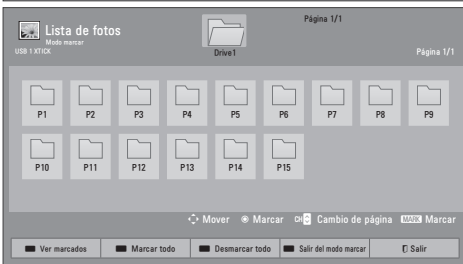 Página 1/1
Lista de fotos
Modo marcar
USB 1 XTICK
Drive1
Página 1/1
P1 P2 P3 P4 P5 P6 P7 P8 P9
P10 P11 P12 P13 P14 P15
Mover Marcar CH Cambio de página MARK Marcar
Ver marcados Marcar todo Desmarcar todo Salir del modo marcar Salir